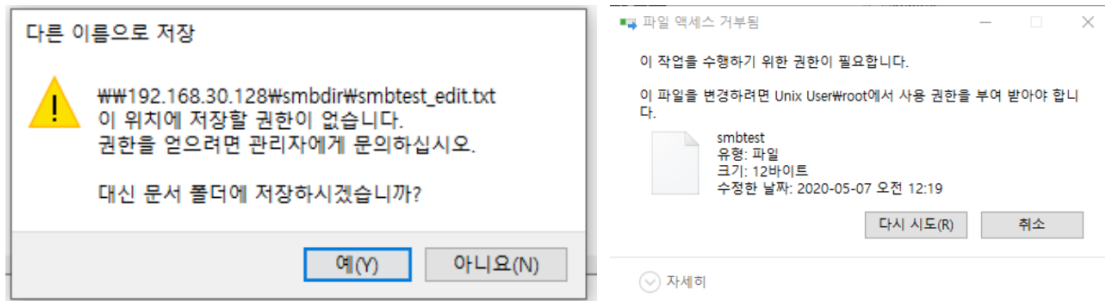 다른 이름으로 저장
₩₩192.168.30.128₩smbdir₩smbtest_edit.txt
이 위치에 저장할 권한이 없습니다.
권한을 얻으려면 관리자에게 문의하십시오.
대신 문서 폴더에 저장하시겠습니까?
예(Y)
아니요(N)
파일 액세스 거부됨
이 작업을 수행하기 위한 권한이 필요합니다.
이 파일을 변경하려면 Unix User₩root에서 사용 권한을 부여 받아야 합니
다.
smbtest
유형: 파일
크기: 12바이트
수정한 날짜: 2020-05-07 오전 12:19
다시 시도(R)
취소
자세히